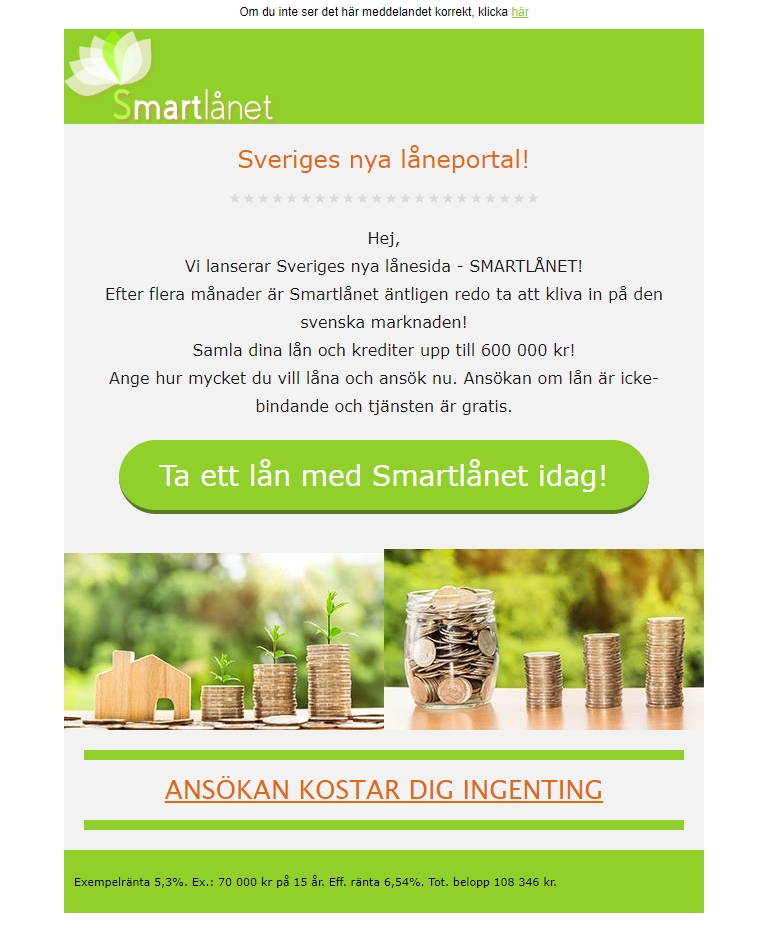 Om du inte ser det här meddelandet korrekt, klicka här
Smartlånet
Sveriges nya låneportal!
Hej,
Vi lanserar Sveriges nya lånesida - SMARTLÅNET!
Efter flera månader är Smartlånet äntligen redo ta att kliva in på den
svenska marknaden!
Samla dina lån och krediter upp till 600 000 kr!
Ange hur mycket du vill låna och ansök nu. Ansökan om lån är icke-
bindande och tjänsten är gratis.
Ta ett lån med Smartlånet idag!
ANSÖKAN KOSTAR DIG INGENTING
Exempelränta 5,3%. Ex.: 70 000 kr på 15 år. Eff. ränta 6,54%. Tot. belopp 108 346 kr.